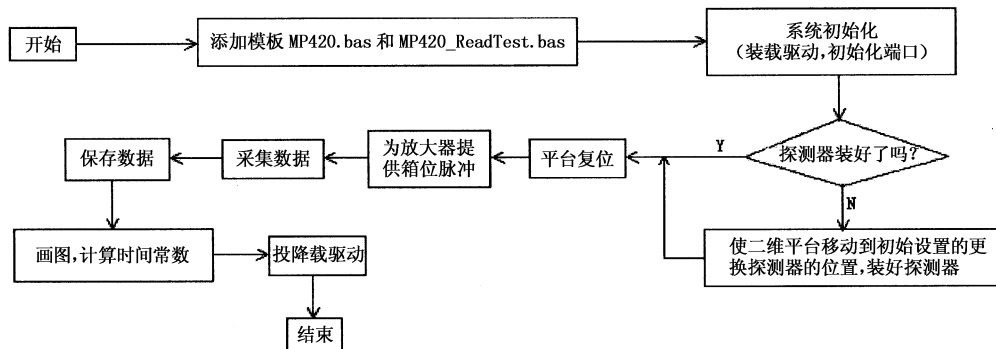 开始
添加模板 MP420.bas 和 MP420_ReadTest.bas
系统初始化
(装载驱动,初始化端口)
探测器装好了吗?
Y
N
平台复位
为放大器提
供箱位脉冲
采集数据
保存数据
使二维平台移动到初始设置的更
换探测器的位置,装好探测器
画图,计算时间常数
投降载驱动
结束